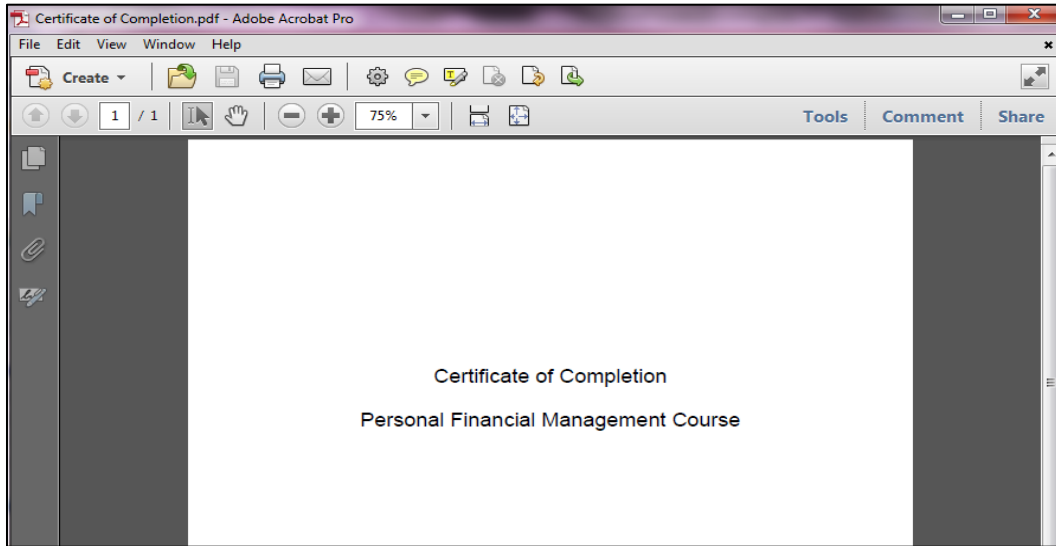 Certificate of Completion.pdf - Adobe Acrobat Pro
File Edit View Window Help
Create
1 / 1 75% Tools Comment Share
Certificate of Completion
Personal Financial Management Course